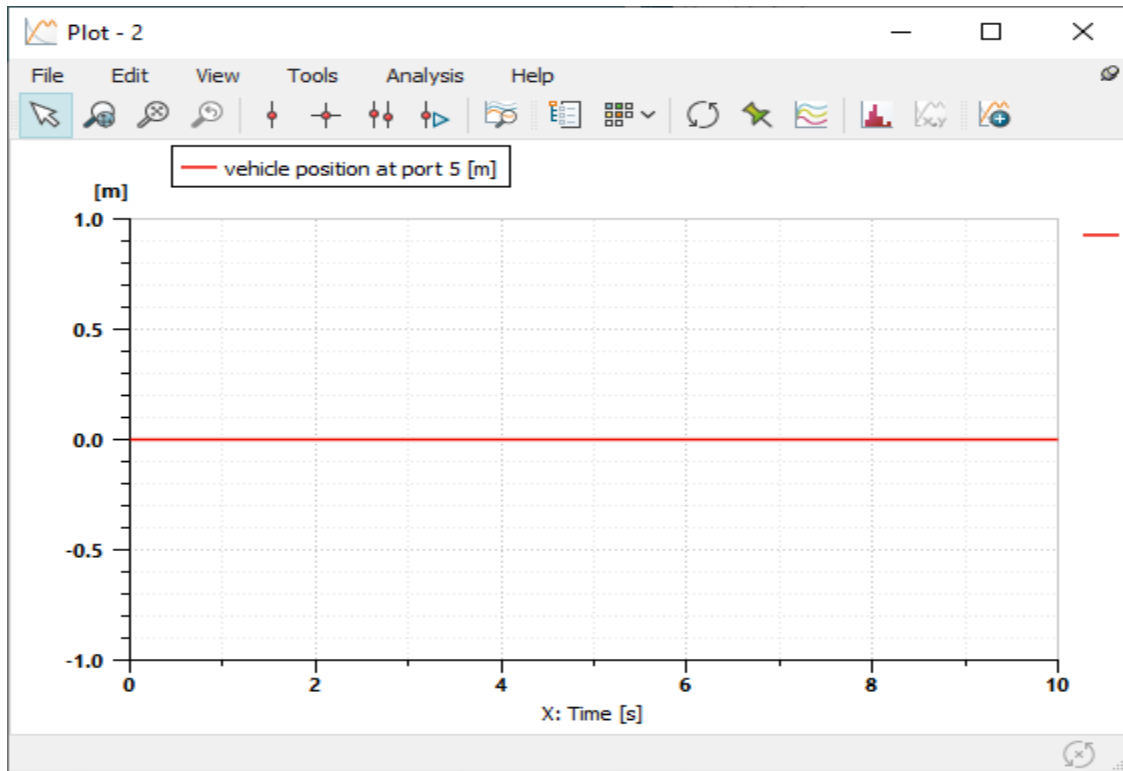 Plot - 2
File Edit View Tools Analysis Help
x,y
vehicle position at port 5 [m]
[m]
1.0
0.5
0.0
-0.5
-1.0
0 2 4 6 8 10
X: Time [s]